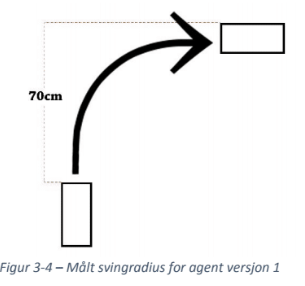 70cm
Figur 3-4 – Målt svingradius for agent versjon 1